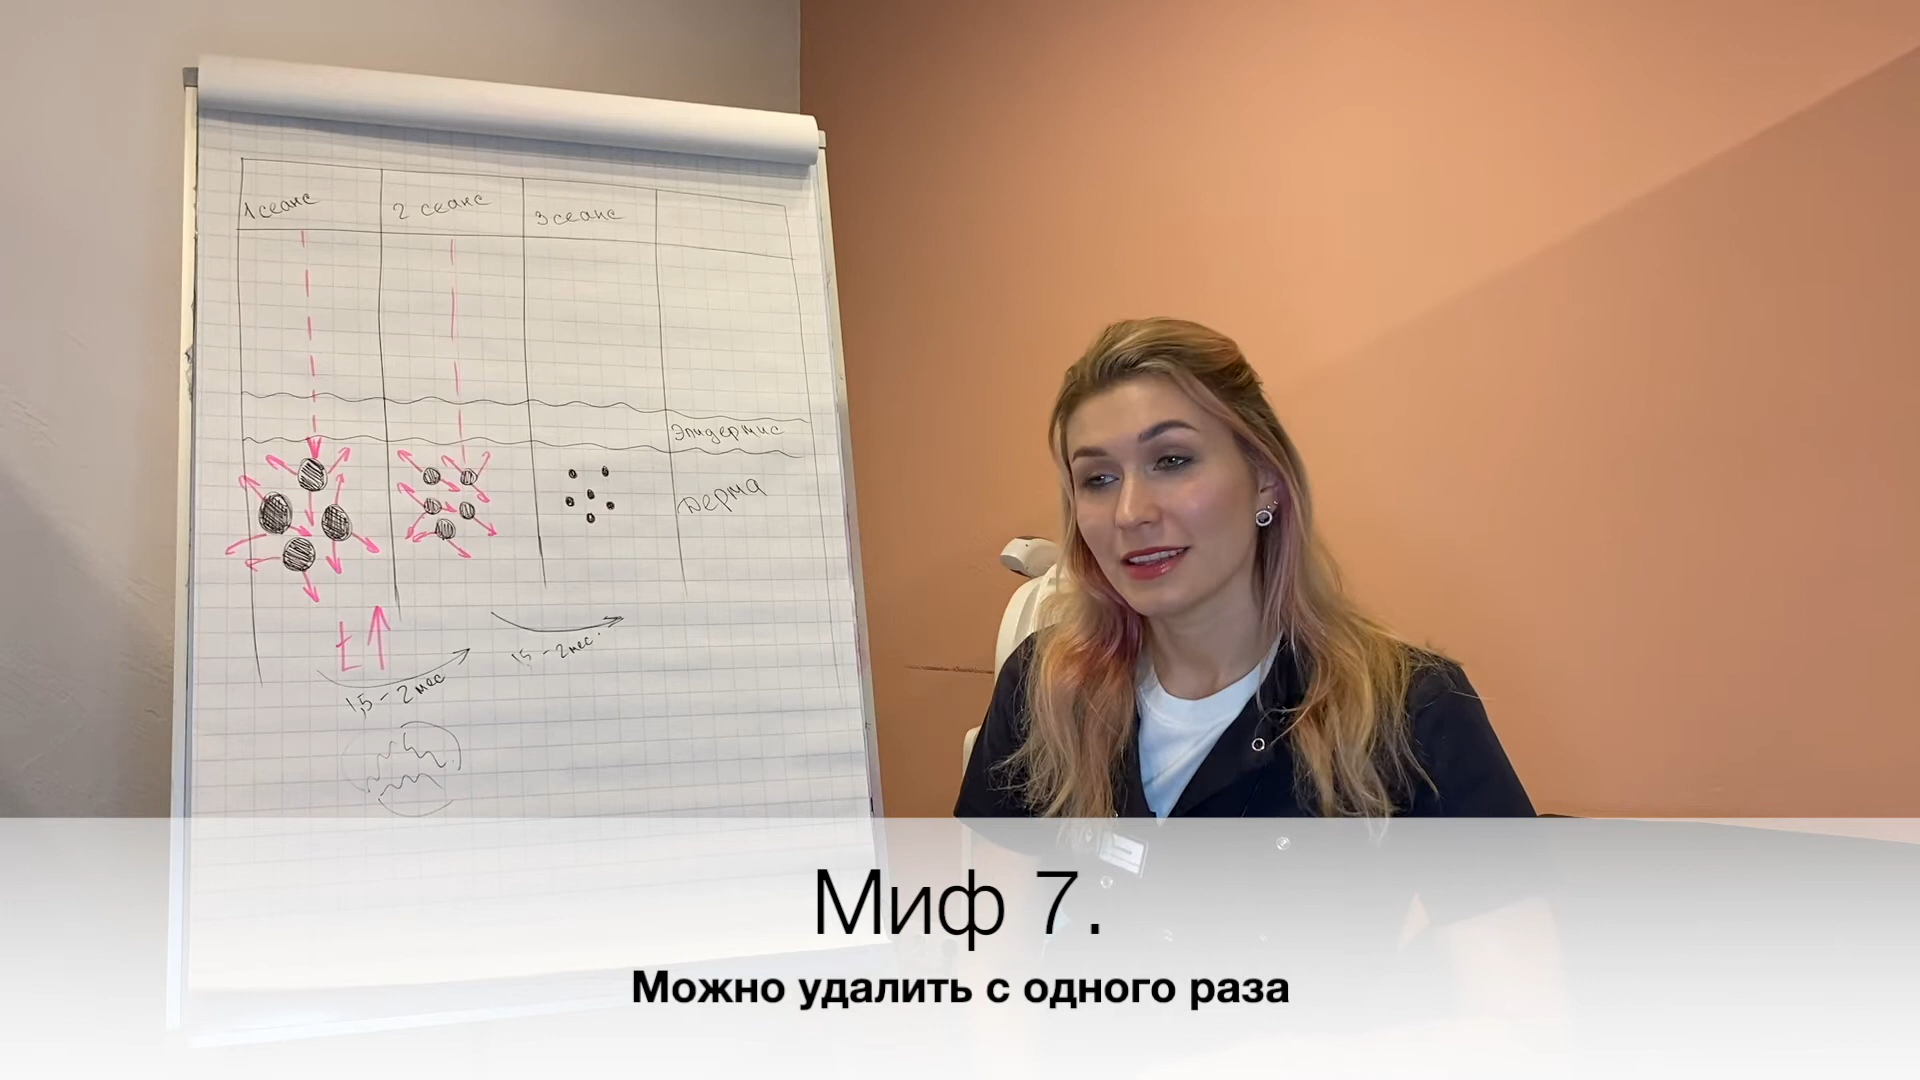 1 сеанс
2 сеанс
3 сеанс
Эпидермис
Дерма
t
1,5 - 2 мес
1,5 - 2 мес.
Миф 7.
Можно удалить с одного раза